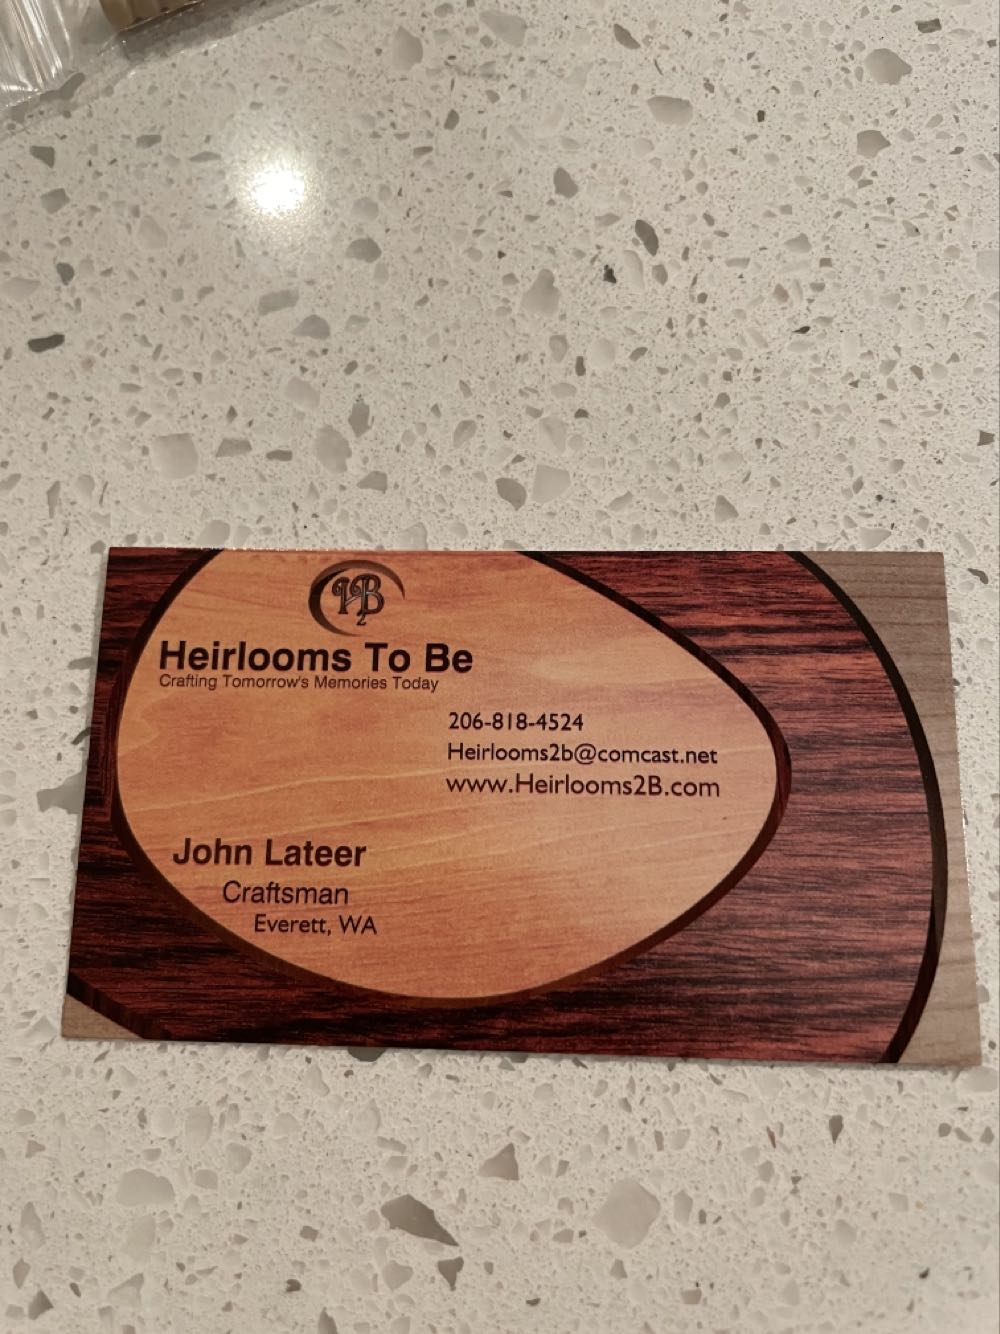 H2B
Heirlooms To Be
Crafting Tomorrow's Memories Today
206-818-4524
Heirlooms2b@comcast.net
www.Heirlooms2B.com
John Lateer
Craftsman
Everett, WA